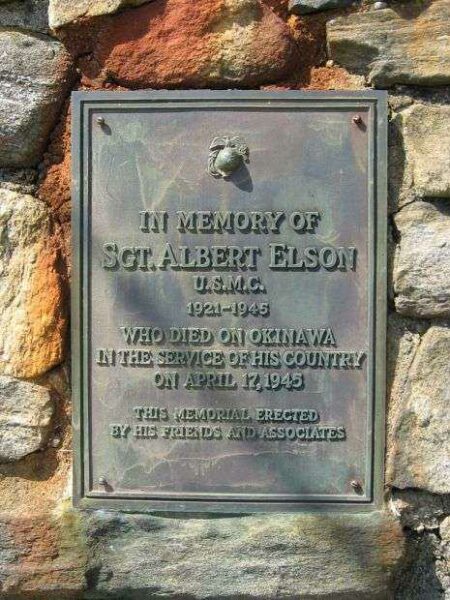 IN MEMORY OF
SGT. ALBERT ELSON
U.S.M.C.
1921-1945
WHO DIED ON OKINAWA
IN THE SERVICE OF HIS COUNTRY
ON APRIL 17, 1945
THIS MEMORIAL ERECTED
BY HIS FRIENDS AND ASSOCIATES